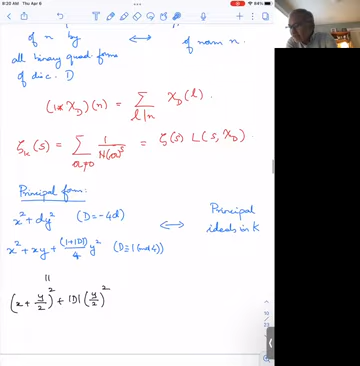 9:20 AM Thu Apr 6
84%
of n by ↔ of norm n.
all binary quad. forms
of disc. D
(1*χ_D)(n) = Σ_{l|n} χ_D(l).
ζ_K(s) = Σ_{𝔞≠0} 1/N(𝔞)^s = ζ(s) L(s, χ_D).
Principal form:
x² + dy² (D = -4d) ↔ Principal ideals in K
x² + xy + (1+|D|)/4 y² (D ≡ 1 (mod 4))
||
(x + y/2)² + |D| (y/2)²
10